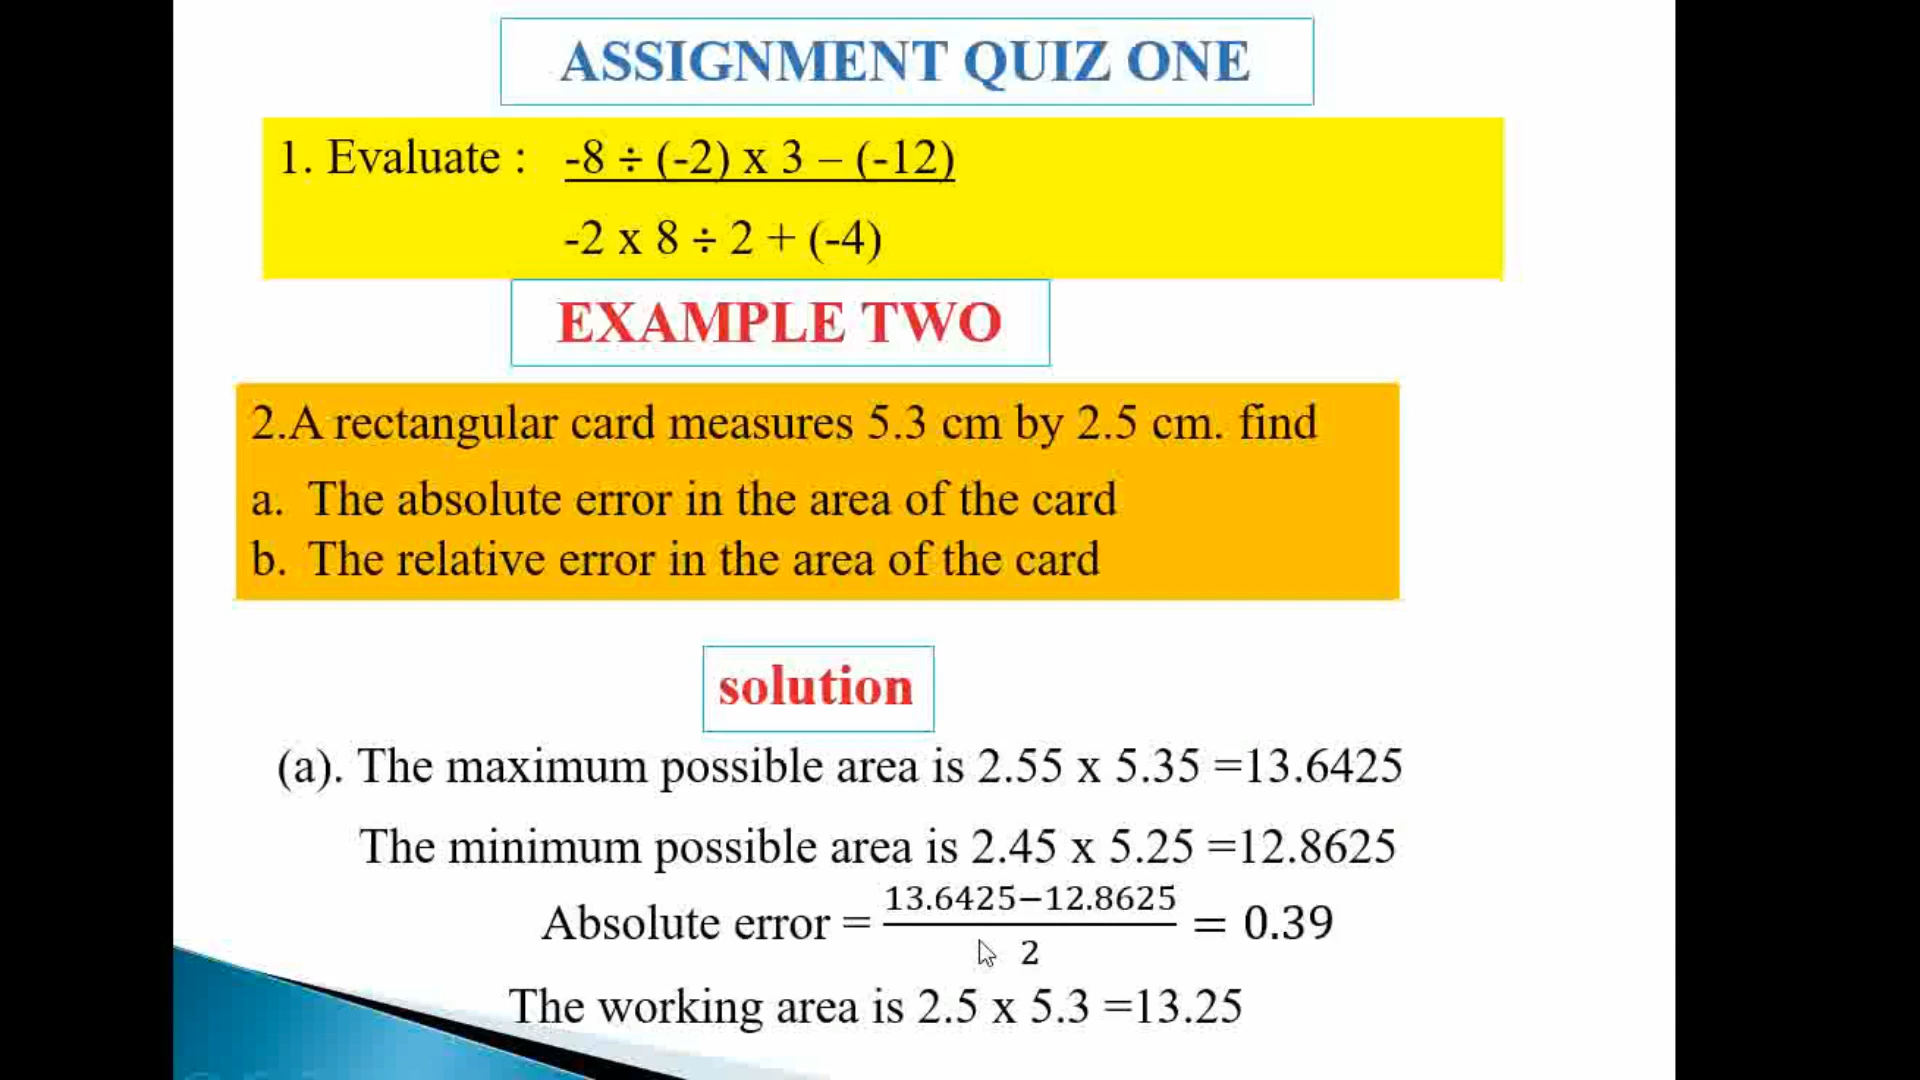 ASSIGNMENT QUIZ ONE
1. Evaluate : -8 ÷ (-2) x 3 – (-12)
-2 x 8 ÷ 2 + (-4)
EXAMPLE TWO
2.A rectangular card measures 5.3 cm by 2.5 cm. find
a. The absolute error in the area of the card
b. The relative error in the area of the card
solution
(a). The maximum possible area is 2.55 x 5.35 =13.6425
The minimum possible area is 2.45 x 5.25 =12.8625
Absolute error = 13.6425−12.8625 / 2 = 0.39
The working area is 2.5 x 5.3 =13.25